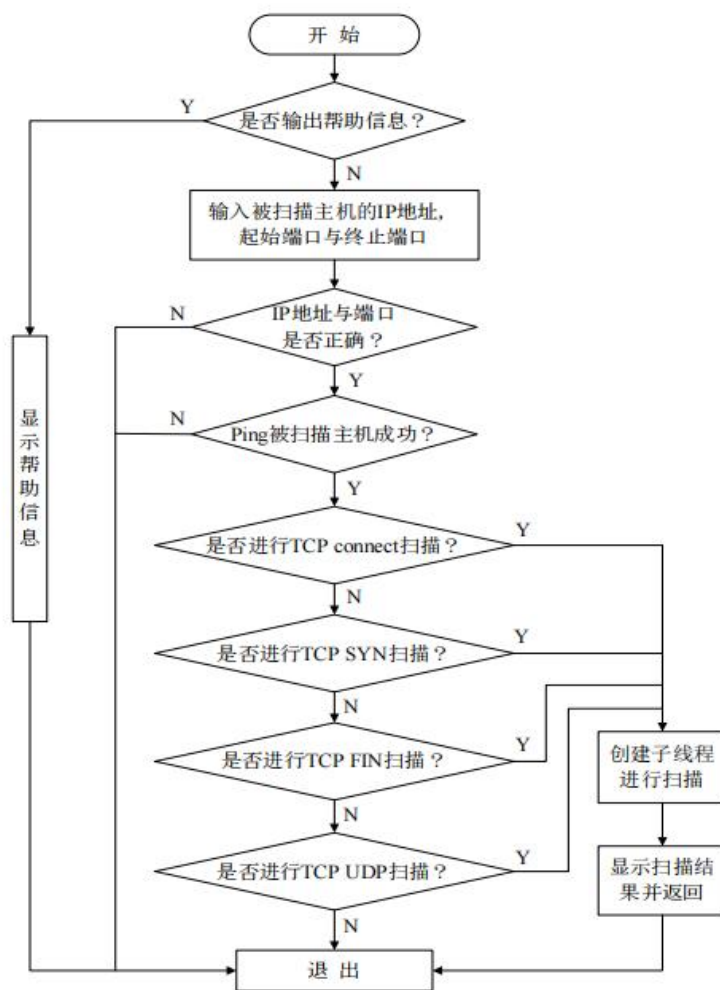 开 始
Y
是否输出帮助信息？
N
输入被扫描主机的IP地址,
起始端口与终止端口
N
IP地址与端口
是否正确？
Y
显示帮助信息
N
Ping被扫描主机成功？
Y
是否进行TCP connect扫描？
Y
N
是否进行TCP SYN扫描？
Y
N
是否进行TCP FIN扫描？
Y
创建子线程
进行扫描
N
是否进行TCP UDP扫描？
Y
显示扫描结
果并返回
N
退 出